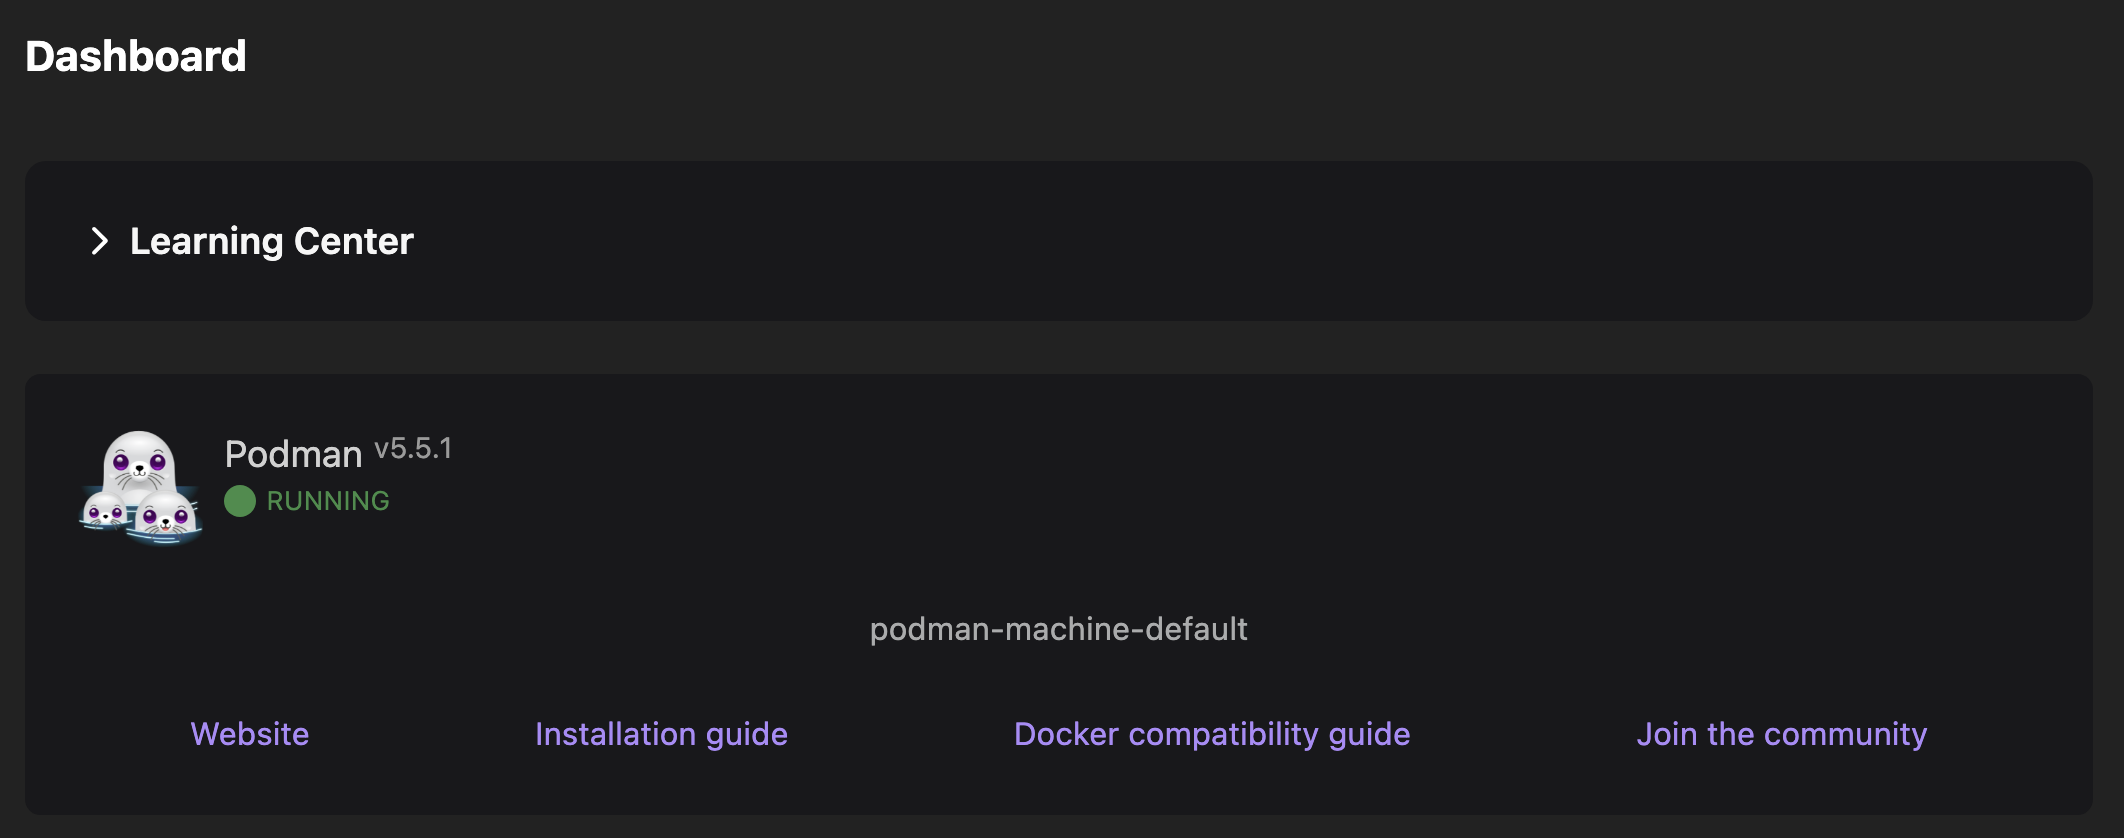 Dashboard
Learning Center
Podman v5.5.1
RUNNING
podman-machine-default
Website Installation guide Docker compatibility guide Join the community